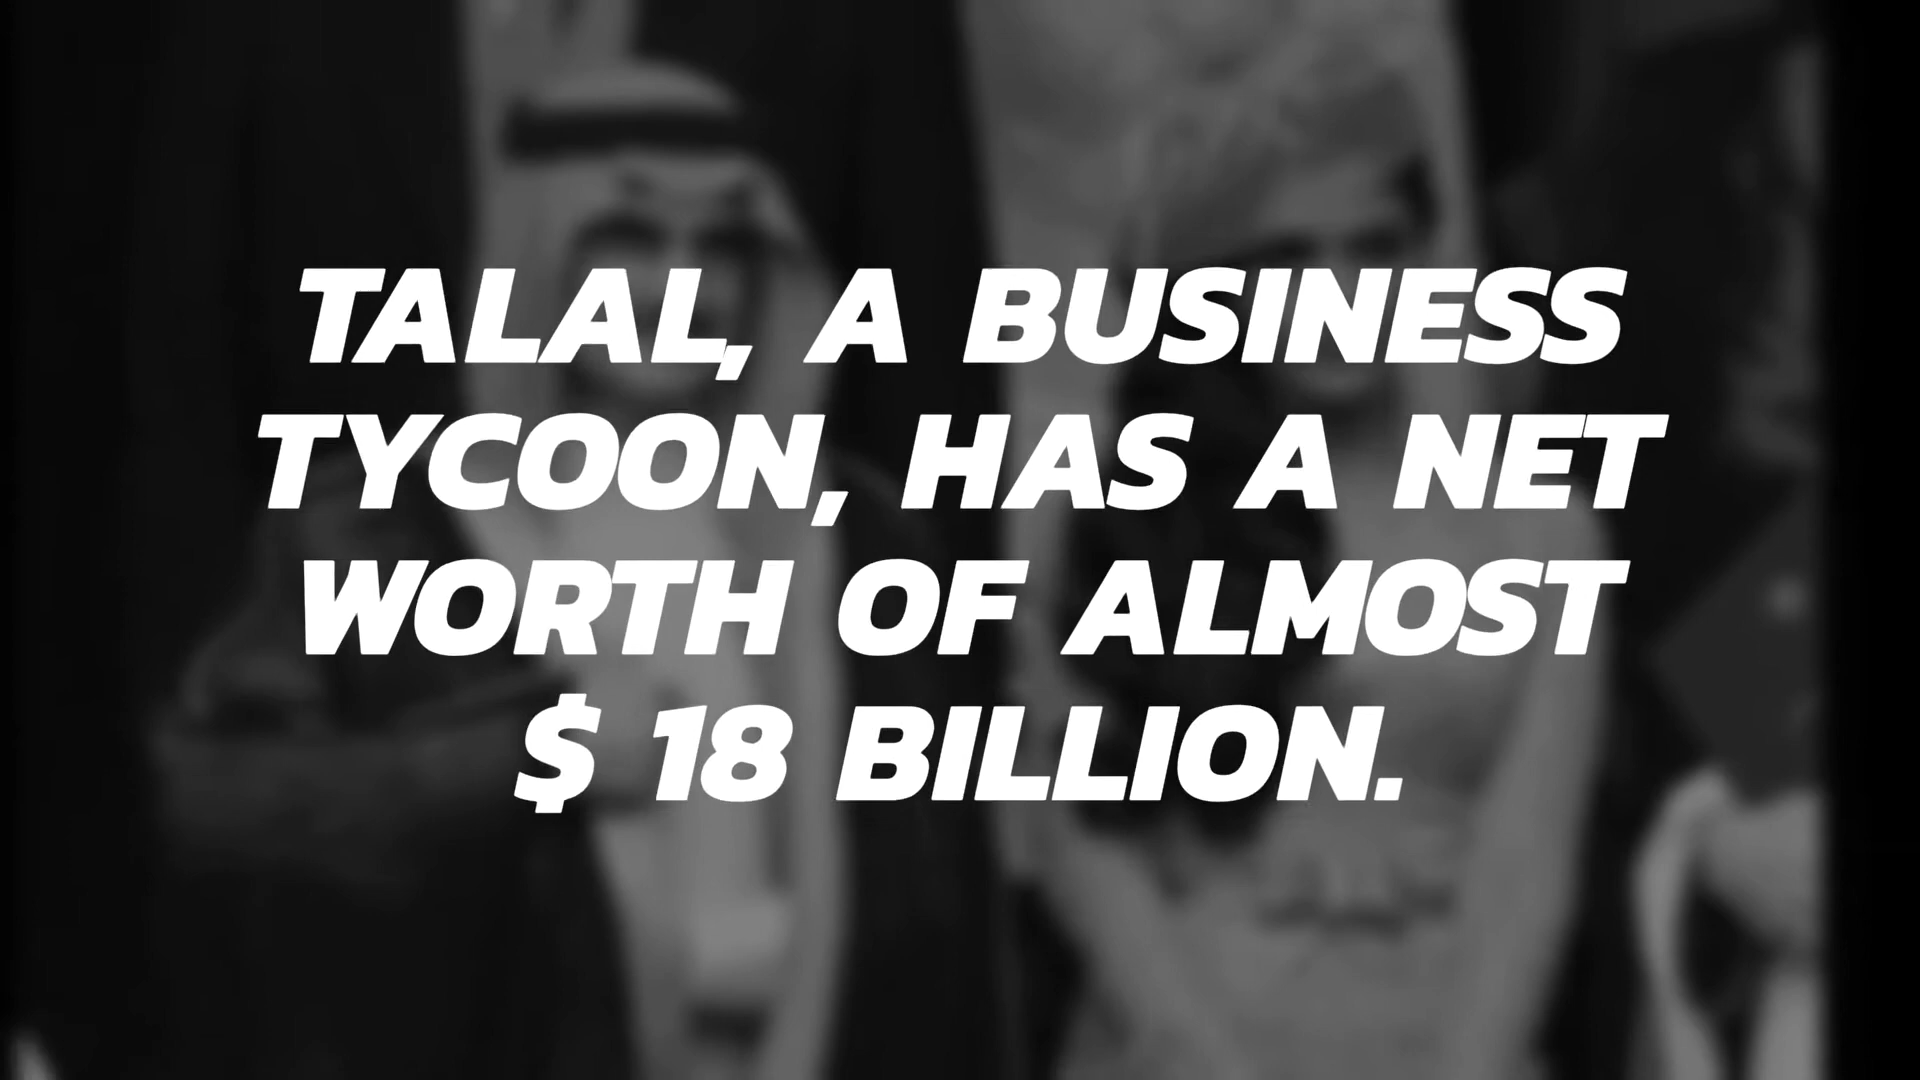 TALAL, A BUSINESS
TYCOON, HAS A NET
WORTH OF ALMOST
$ 18 BILLION.